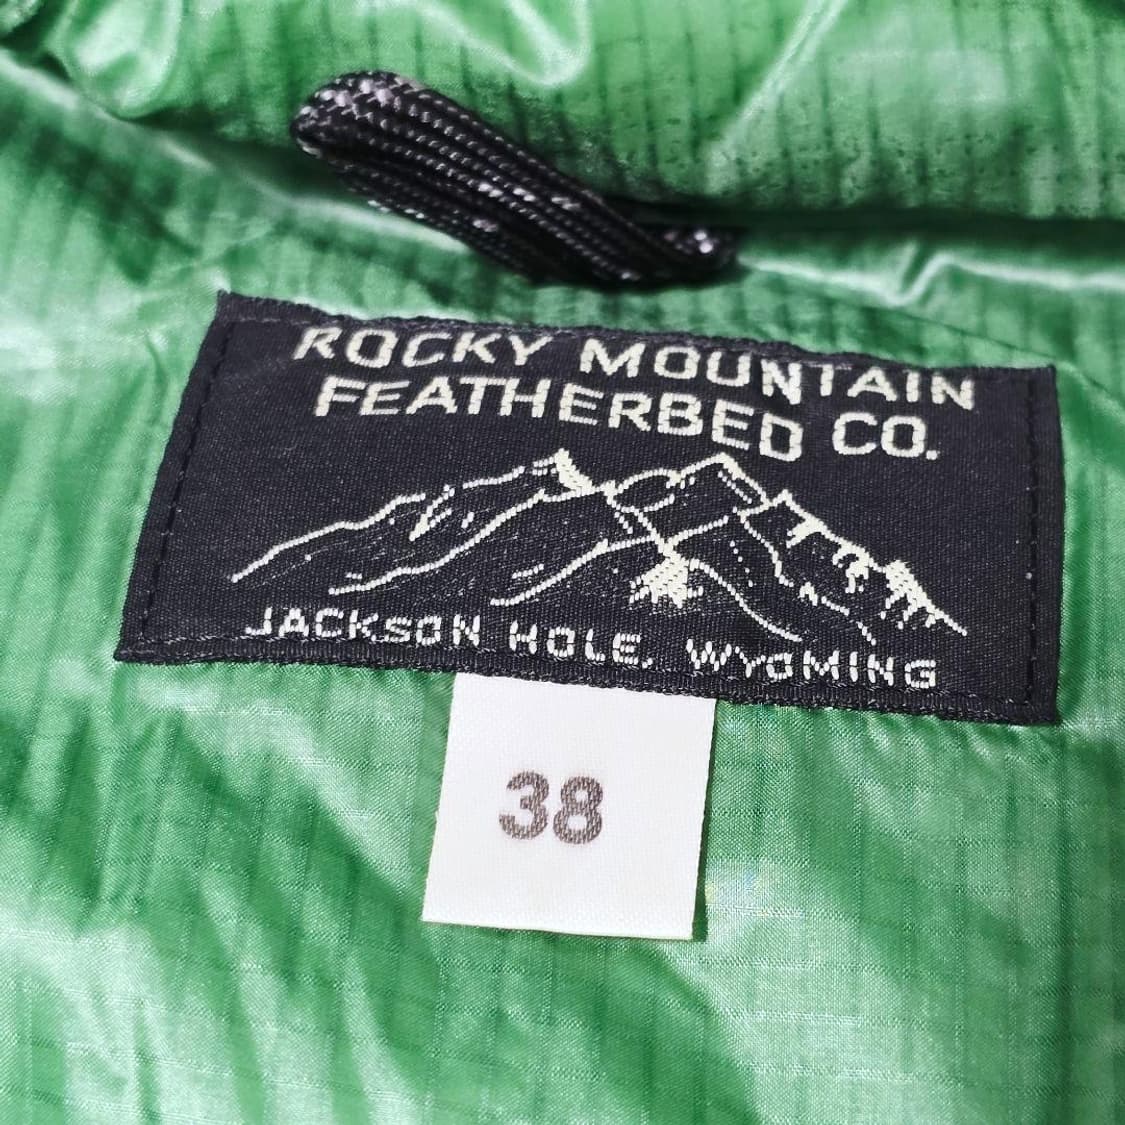 ROCKY MOUNTAIN
FEATHERBED CO.
JACKSON HOLE, WYOMING
38